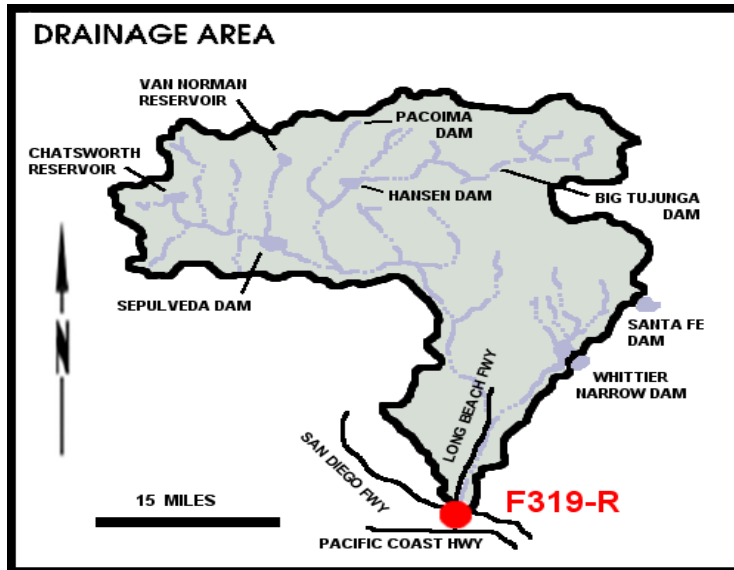 DRAINAGE AREA
VAN NORMAN
RESERVOIR
PACOIMA
DAM
CHATSWORTH
RESERVOIR
HANSEN DAM
BIG TUJUNGA
DAM
SEPULVEDA DAM
SANTA FE
DAM
WHITTIER
NARROW DAM
N
LONG BEACH FWY
SAN DIEGO FWY
15 MILES
F319-R
PACIFIC COAST HWY